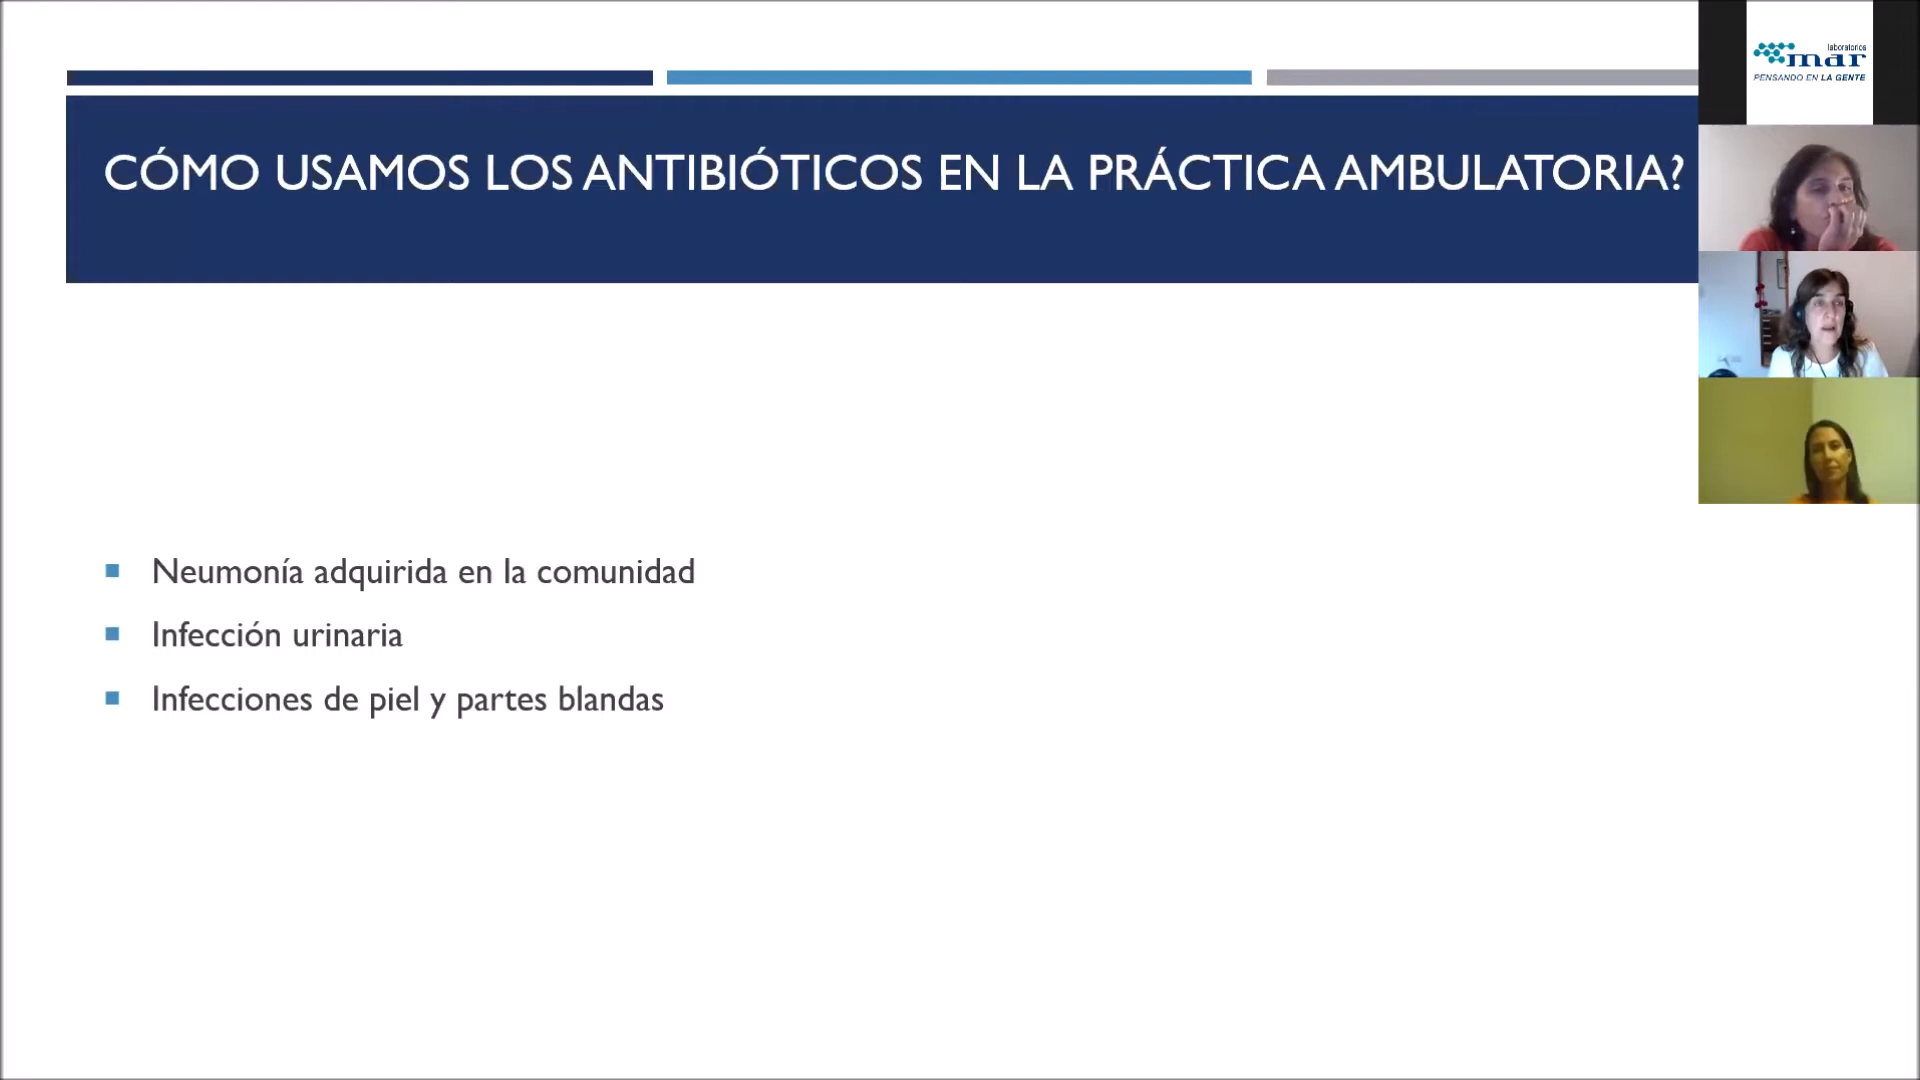 CÓMO USAMOS LOS ANTIBIÓTICOS EN LA PRÁCTICA AMBULATORIA?
Neumonía adquirida en la comunidad
Infección urinaria
Infecciones de piel y partes blandas
laboratorios
mar
PENSANDO EN LA GENTE